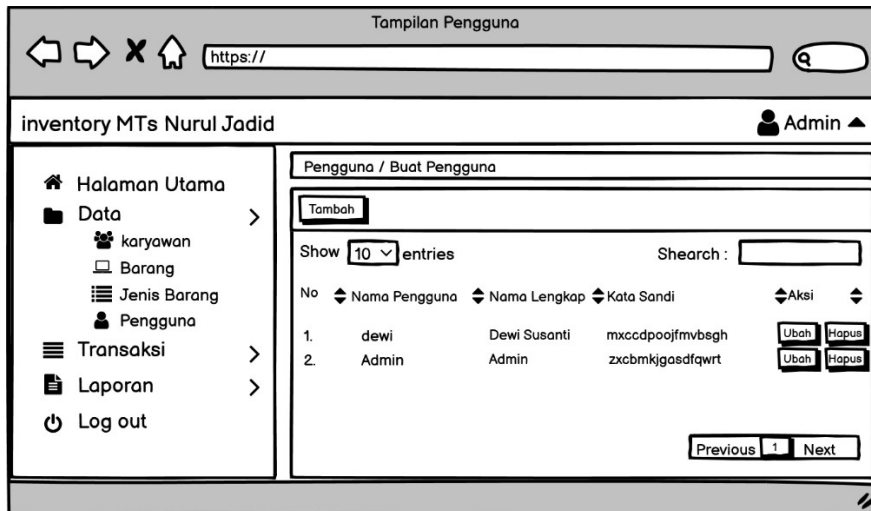 Tampilan Pengguna
https://
inventory MTs Nurul Jadid
Admin
Halaman Utama
Data
karyawan
Barang
Jenis Barang
Pengguna
Transaksi
Laporan
Log out
Pengguna / Buat Pengguna
Tambah
Show 10 entries Shearch :
No Nama Pengguna Nama Lengkap Kata Sandi Aksi
1. dewi Dewi Susanti mxccdpoojfmvbsgh Ubah Hapus
2. Admin Admin zxcbmkjgasdfqwrt Ubah Hapus
Previous 1 Next